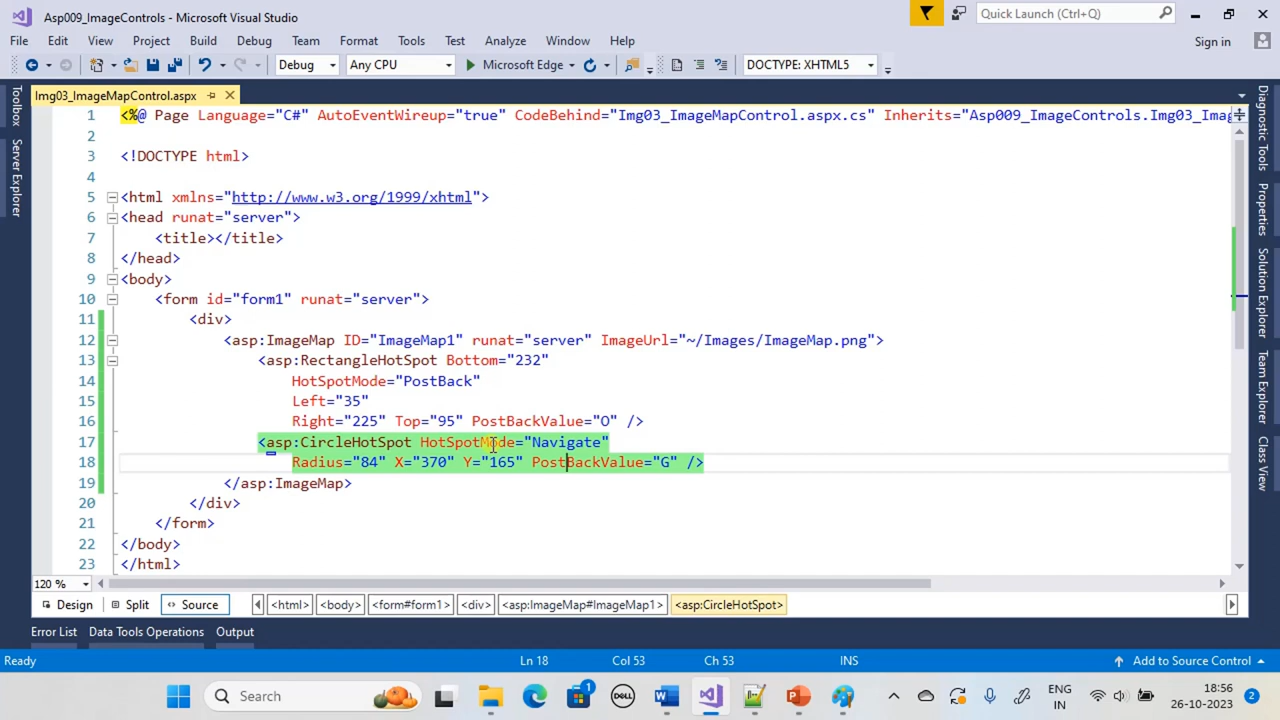 Asp009_ImageControls - Microsoft Visual Studio
Quick Launch (Ctrl+Q)
File Edit View Project Build Debug Team Format Tools Test Analyze Window Help
Sign in
Debug Any CPU Microsoft Edge DOCTYPE: XHTML5
Img03_ImageMapControl.aspx
Toolbox
Server Explorer
1 <%@ Page Language="C#" AutoEventWireup="true" CodeBehind="Img03_ImageMapControl.aspx.cs" Inherits="Asp009_ImageControls.Img03_Imag
2
3 <!DOCTYPE html>
4
5 <html xmlns="http://www.w3.org/1999/xhtml">
6 <head runat="server">
7 <title></title>
8 </head>
9 <body>
10 <form id="form1" runat="server">
11 <div>
12 <asp:ImageMap ID="ImageMap1" runat="server" ImageUrl="~/Images/ImageMap.png">
13 <asp:RectangleHotSpot Bottom="232"
14 HotSpotMode="PostBack"
15 Left="35"
16 Right="225" Top="95" PostBackValue="O" />
17 <asp:CircleHotSpot HotSpotMode="Navigate"
18 Radius="84" X="370" Y="165" PostBackValue="G" />
19 </asp:ImageMap>
20 </div>
21 </form>
22 </body>
23 </html>
Diagnostic Tools
Properties
Solution Explorer
Team Explorer
Class View
120 %
Design Split Source <html> <body> <form#form1> <div> <asp:ImageMap#ImageMap1> <asp:CircleHotSpot>
Error List Data Tools Operations Output
Ready Ln 18 Col 53 Ch 53 INS Add to Source Control
Search
1
DELL
ENG
IN
18:56
26-10-2023
2